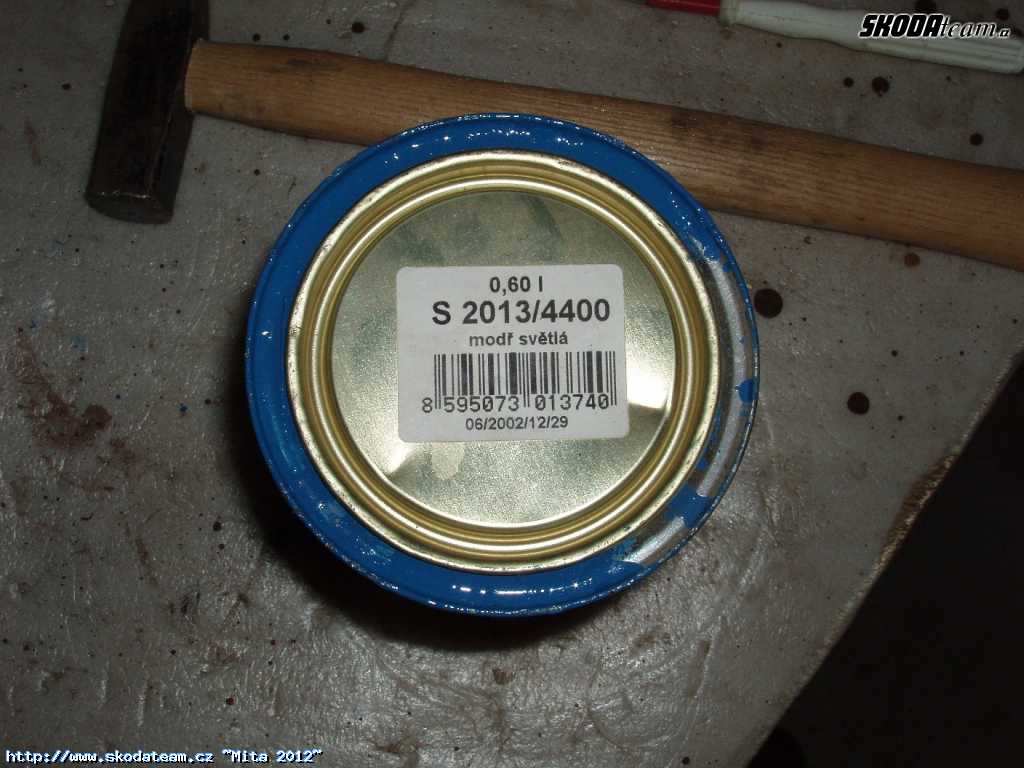 SKODAteam.cz
0,60 l
S 2013/4400
modř světlá
8 595073 013740
06/2002/12/29
http://www.skodateam.cz "Mita 2012"